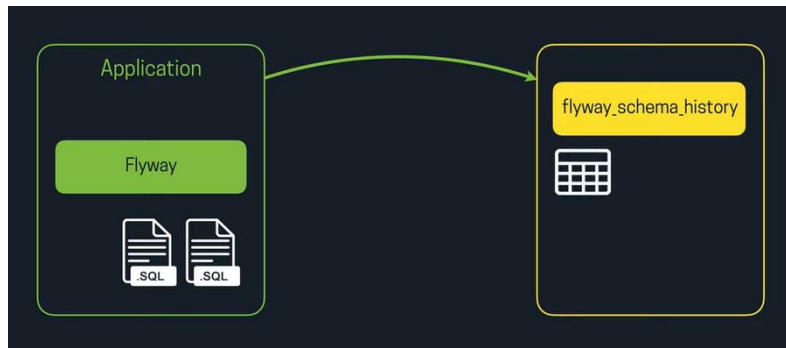 Application
Flyway
.SQL
.SQL
flyway_schema_history